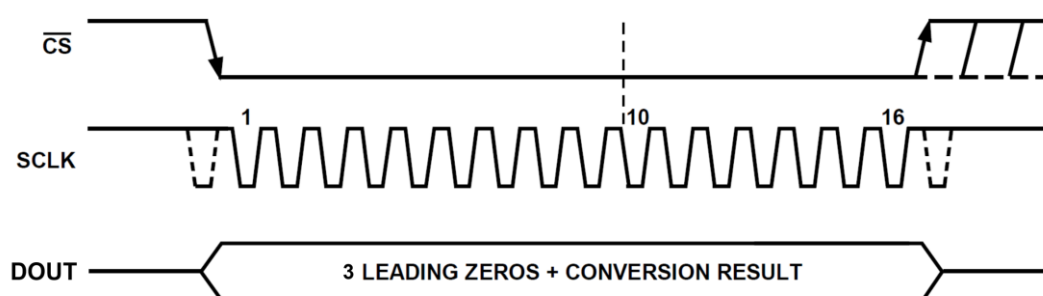 CS
1
10
16
SCLK
DOUT
3 LEADING ZEROS + CONVERSION RESULT